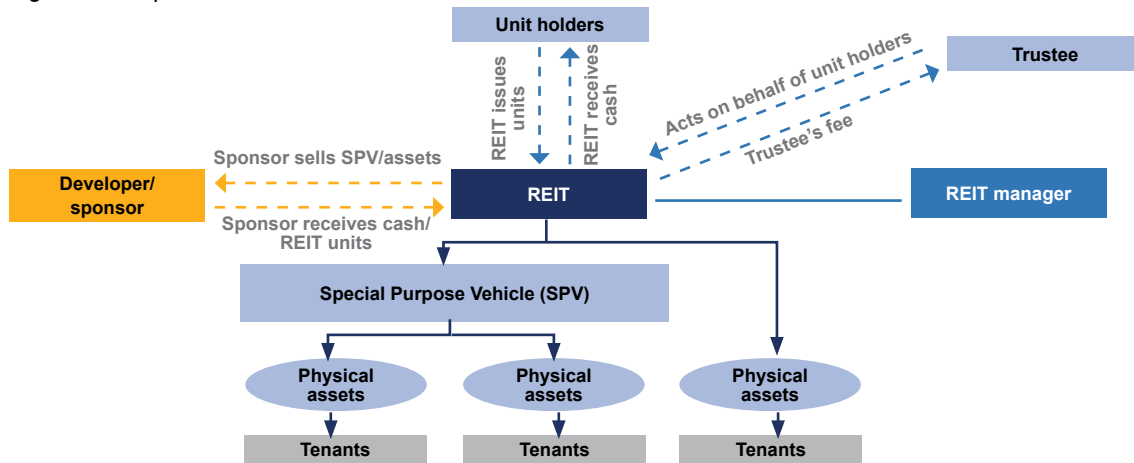 Unit holders
REIT issues
units
REIT receives
cash
Acts on behalf of unit holders
Trustee's fee
Trustee
Sponsor sells SPV/assets
Developer/
sponsor
REIT
REIT manager
Sponsor receives cash/
REIT units
Special Purpose Vehicle (SPV)
Physical
assets
Physical
assets
Physical
assets
Tenants
Tenants
Tenants